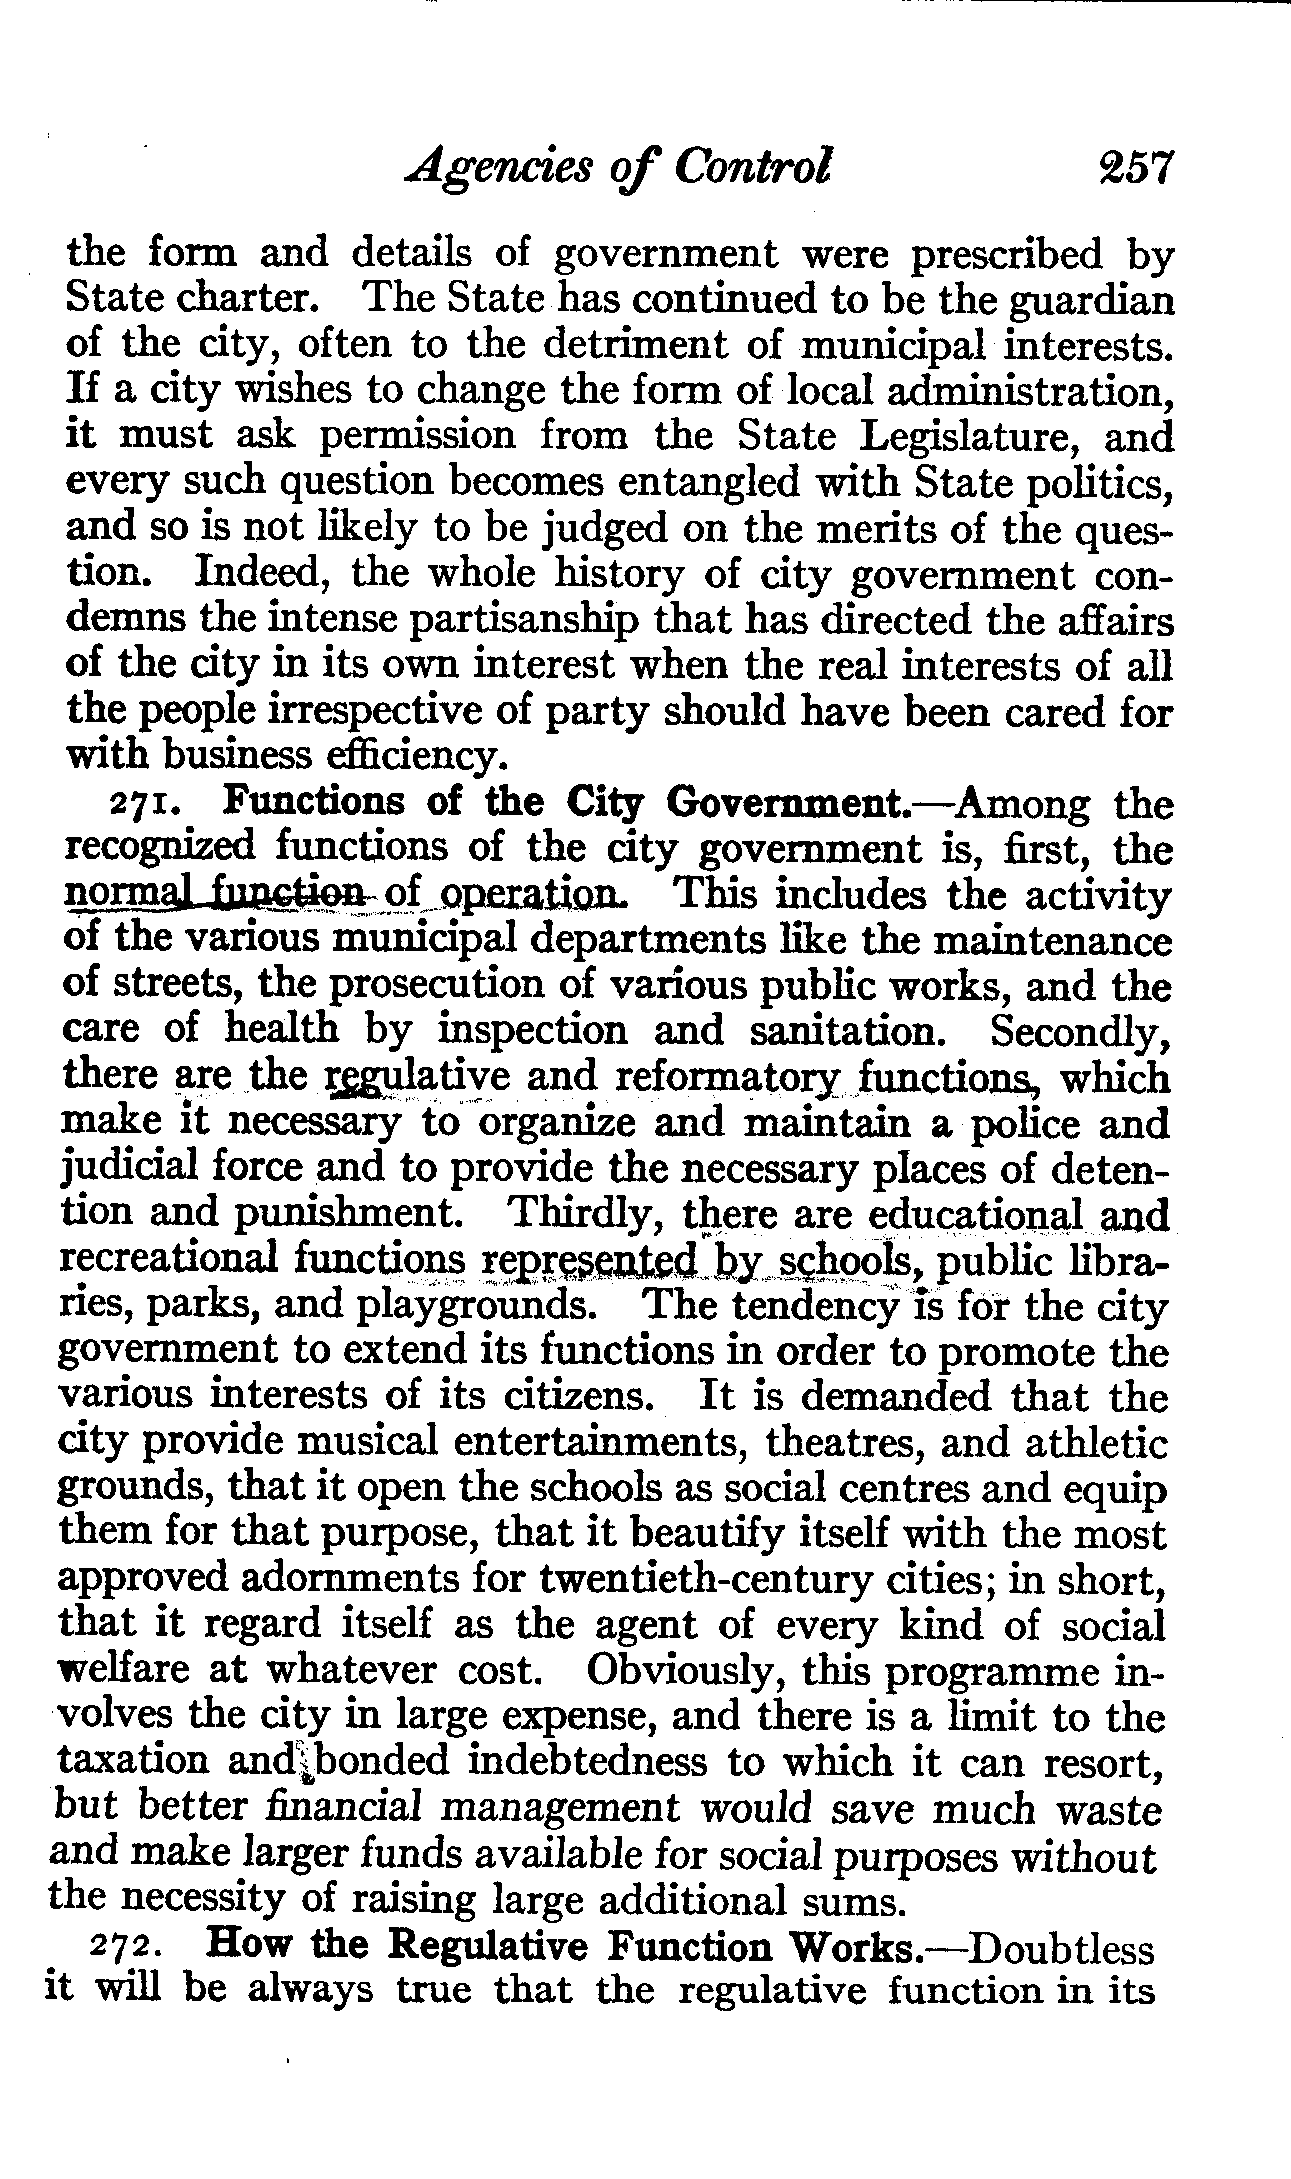 Agencies of Control 257
the form and details of government were prescribed by
State charter. The State has continued to be the guardian
of the city, often to the detriment of municipal interests.
If a city wishes to change the form of local administration,
it must ask permission from the State Legislature, and
every such question becomes entangled with State politics,
and so is not likely to be judged on the merits of the ques-
tion. Indeed, the whole history of city government con-
demns the intense partisanship that has directed the affairs
of the city in its own interest when the real interests of all
the people irrespective of party should have been cared for
with business efficiency.
271. Functions of the City Government.—Among the
recognized functions of the city government is, first, the
normal function of operation. This includes the activity
of the various municipal departments like the maintenance
of streets, the prosecution of various public works, and the
care of health by inspection and sanitation. Secondly,
there are the regulative and reformatory functions, which
make it necessary to organize and maintain a police and
judicial force and to provide the necessary places of deten-
tion and punishment. Thirdly, there are educational and
recreational functions represented by schools, public libra-
ries, parks, and playgrounds. The tendency is for the city
government to extend its functions in order to promote the
various interests of its citizens. It is demanded that the
city provide musical entertainments, theatres, and athletic
grounds, that it open the schools as social centres and equip
them for that purpose, that it beautify itself with the most
approved adornments for twentieth-century cities; in short,
that it regard itself as the agent of every kind of social
welfare at whatever cost. Obviously, this programme in-
volves the city in large expense, and there is a limit to the
taxation and bonded indebtedness to which it can resort,
but better financial management would save much waste
and make larger funds available for social purposes without
the necessity of raising large additional sums.
272. How the Regulative Function Works.—Doubtless
it will be always true that the regulative function in its